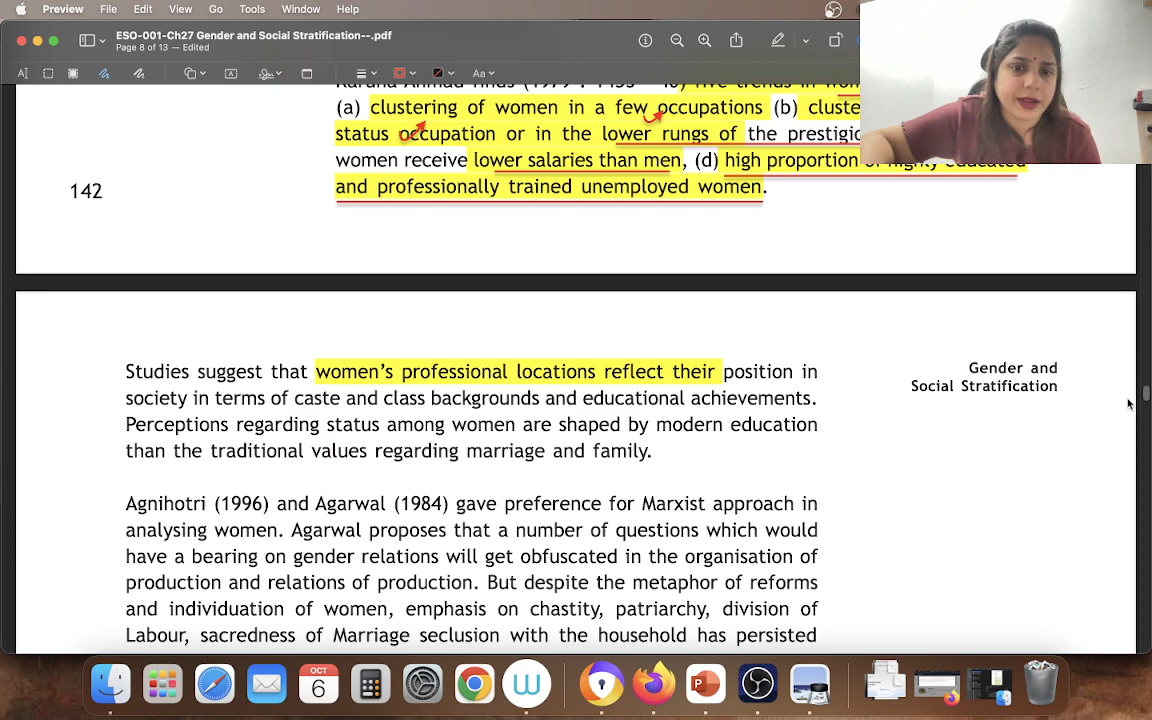 Preview File Edit View Go Tools Window Help
ESO-001-Ch27 Gender and Social Stratification--.pdf
Page 8 of 13 — Edited
(a) clustering of women in a few occupations (b) cluste
status occupation or in the lower rungs of the prestigio
women receive lower salaries than men, (d) high proportion of highly educated
and professionally trained unemployed women.
142
Studies suggest that women's professional locations reflect their position in
society in terms of caste and class backgrounds and educational achievements.
Perceptions regarding status among women are shaped by modern education
than the traditional values regarding marriage and family.
Gender and
Social Stratification
Agnihotri (1996) and Agarwal (1984) gave preference for Marxist approach in
analysing women. Agarwal proposes that a number of questions which would
have a bearing on gender relations will get obfuscated in the organisation of
production and relations of production. But despite the metaphor of reforms
and individuation of women, emphasis on chastity, patriarchy, division of
Labour, sacredness of Marriage seclusion with the household has persisted
OCT
6